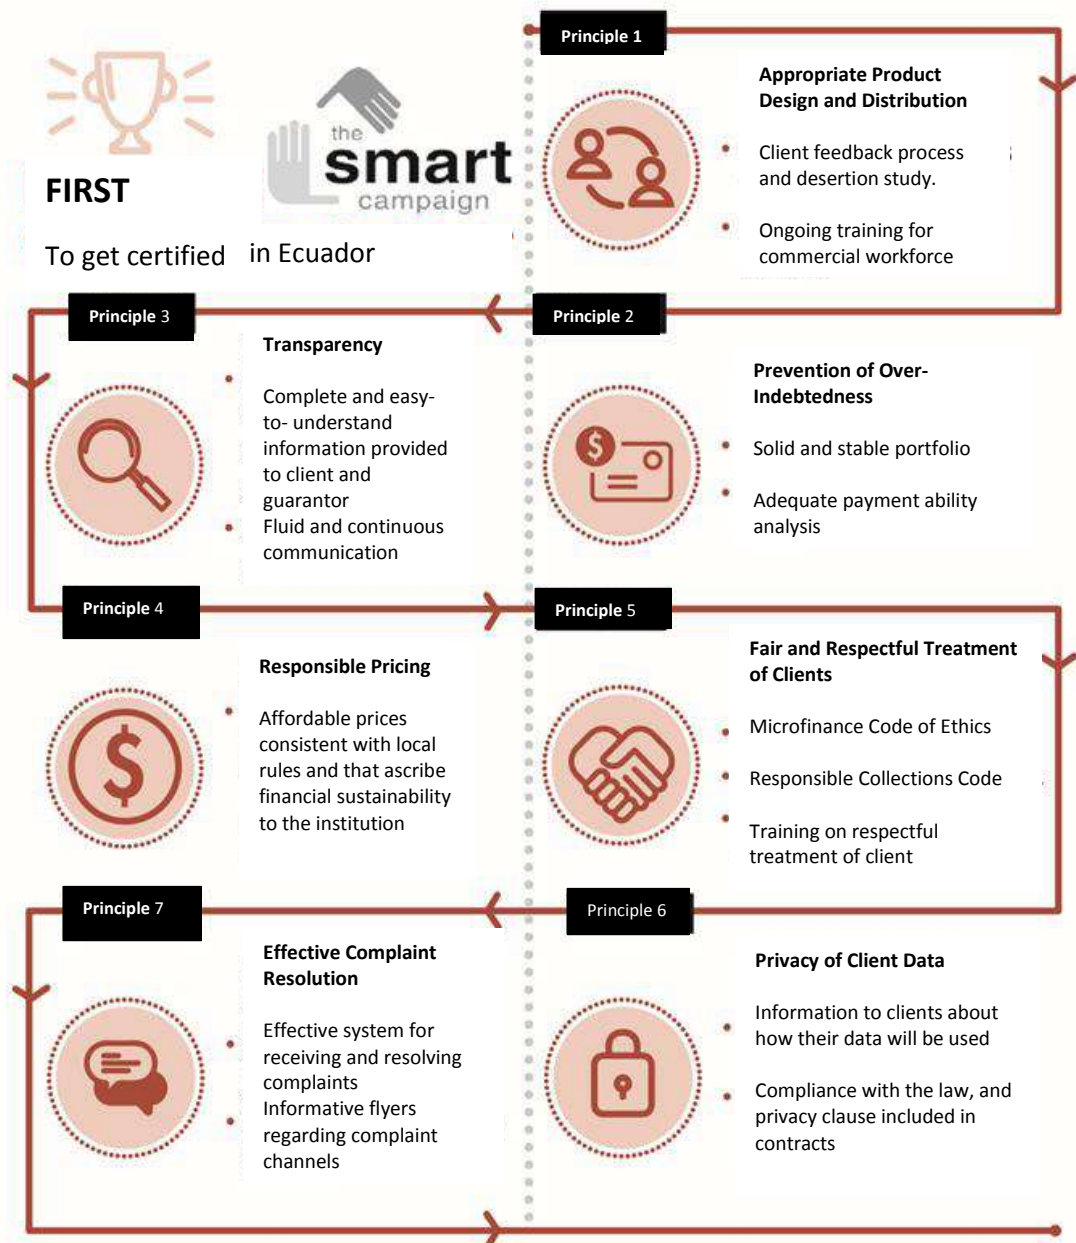 FIRST
To get certified in Ecuador
the
smart
campaign
Principle 1
Appropriate Product
Design and Distribution
Client feedback process
and desertion study.
Ongoing training for
commercial workforce
Principle 2
Prevention of Over-
Indebtedness
Solid and stable portfolio
Adequate payment ability
analysis
Principle 3
Transparency
Complete and easy-
to- understand
information provided
to client and
guarantor
Fluid and continuous
communication
Principle 4
Responsible Pricing
Affordable prices
consistent with local
rules and that ascribe
financial sustainability
to the institution
Principle 5
Fair and Respectful Treatment
of Clients
Microfinance Code of Ethics
Responsible Collections Code
Training on respectful
treatment of client
Principle 6
Privacy of Client Data
Information to clients about
how their data will be used
Compliance with the law, and
privacy clause included in
contracts
Principle 7
Effective Complaint
Resolution
Effective system for
receiving and resolving
complaints
Informative flyers
regarding complaint
channels